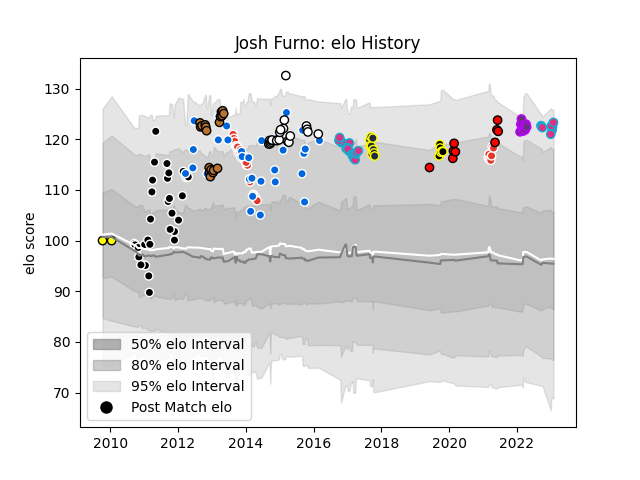 Josh Furno: elo History
elo score
130
120
110
100
90
80
70
50% elo Interval
80% elo Interval
95% elo Interval
Post Match elo
2010 2012 2014 2016 2018 2020 2022